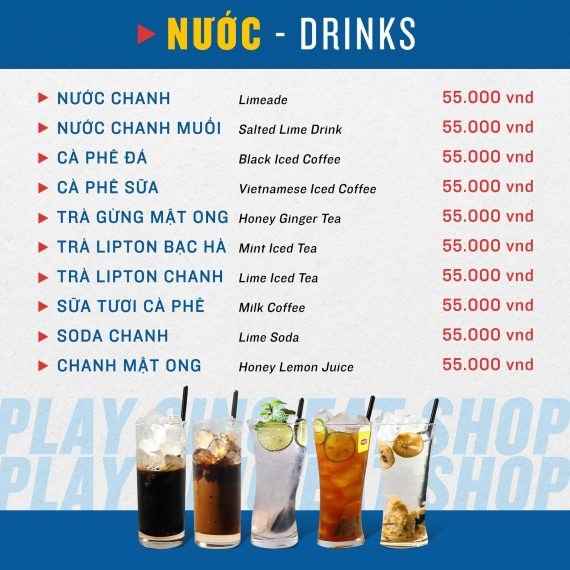 NƯỚC - DRINKS
NƯỚC CHANH Limeade 55.000 vnd
NƯỚC CHANH MUỐI Salted Lime Drink 55.000 vnd
CÀ PHÊ ĐÁ Black Iced Coffee 55.000 vnd
CÀ PHÊ SỮA Vietnamese Iced Coffee 55.000 vnd
TRÀ GỪNG MẬT ONG Honey Ginger Tea 55.000 vnd
TRÀ LIPTON BẠC HÀ Mint Iced Tea 55.000 vnd
TRÀ LIPTON CHANH Lime Iced Tea 55.000 vnd
SỮA TƯƠI CÀ PHÊ Milk Coffee 55.000 vnd
SODA CHANH Lime Soda 55.000 vnd
CHANH MẬT ONG Honey Lemon Juice 55.000 vnd
PLAY SING EAT SHOP
PLAY SHOP